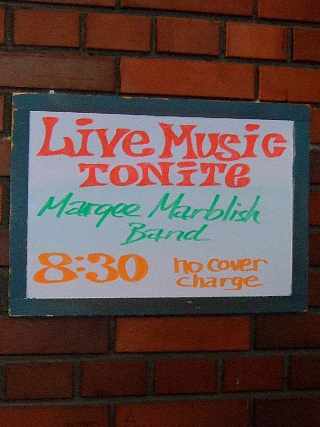 Live Music
TONiTe
Margee Marblish
Band
8:30 no cover
charge